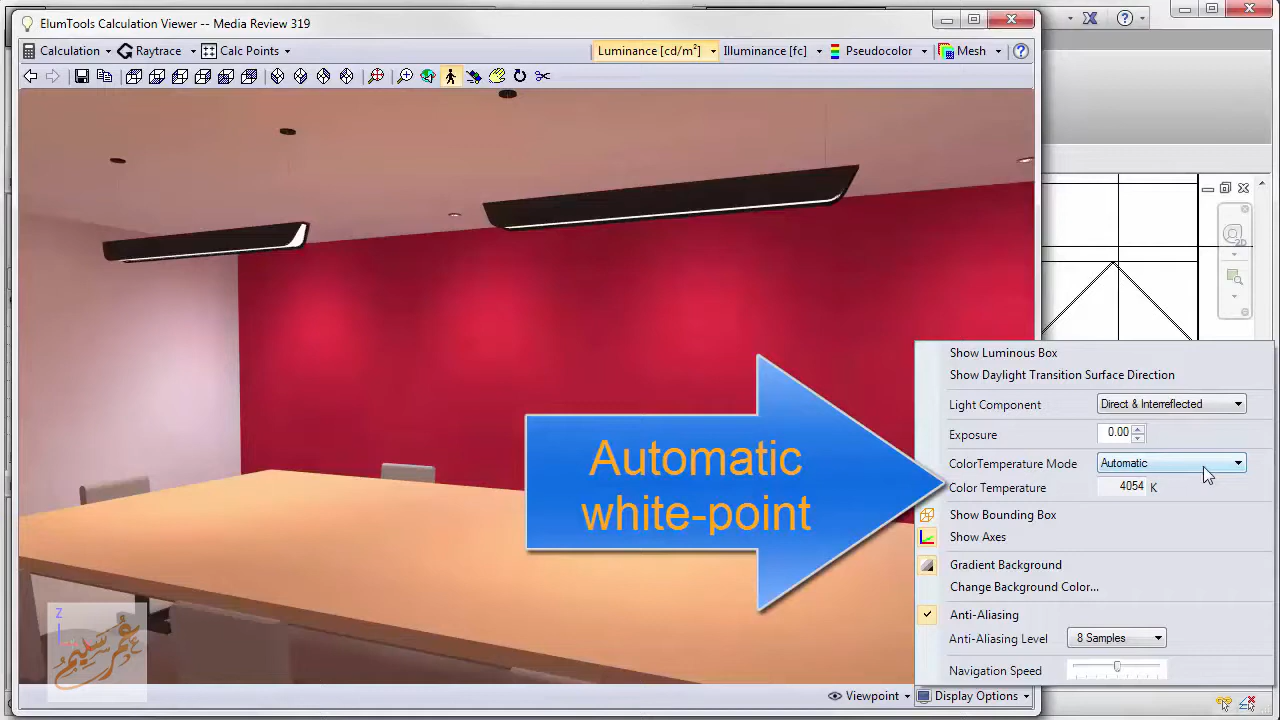 ElumTools Calculation Viewer -- Media Review 319
Calculation Raytrace Calc Points Luminance [cd/m²] Illuminance [fc] Pseudocolor Mesh
2D
Show Luminous Box
Show Daylight Transition Surface Direction
Light Component Direct & Interreflected
Exposure 0.00
ColorTemperature Mode Automatic
Color Temperature 4054 K
Show Bounding Box
Show Axes
Gradient Background
Change Background Color...
Anti-Aliasing
Anti-Aliasing Level 8 Samples
Navigation Speed
Automatic
white-point
Z
عمر سليم
Viewpoint Display Options